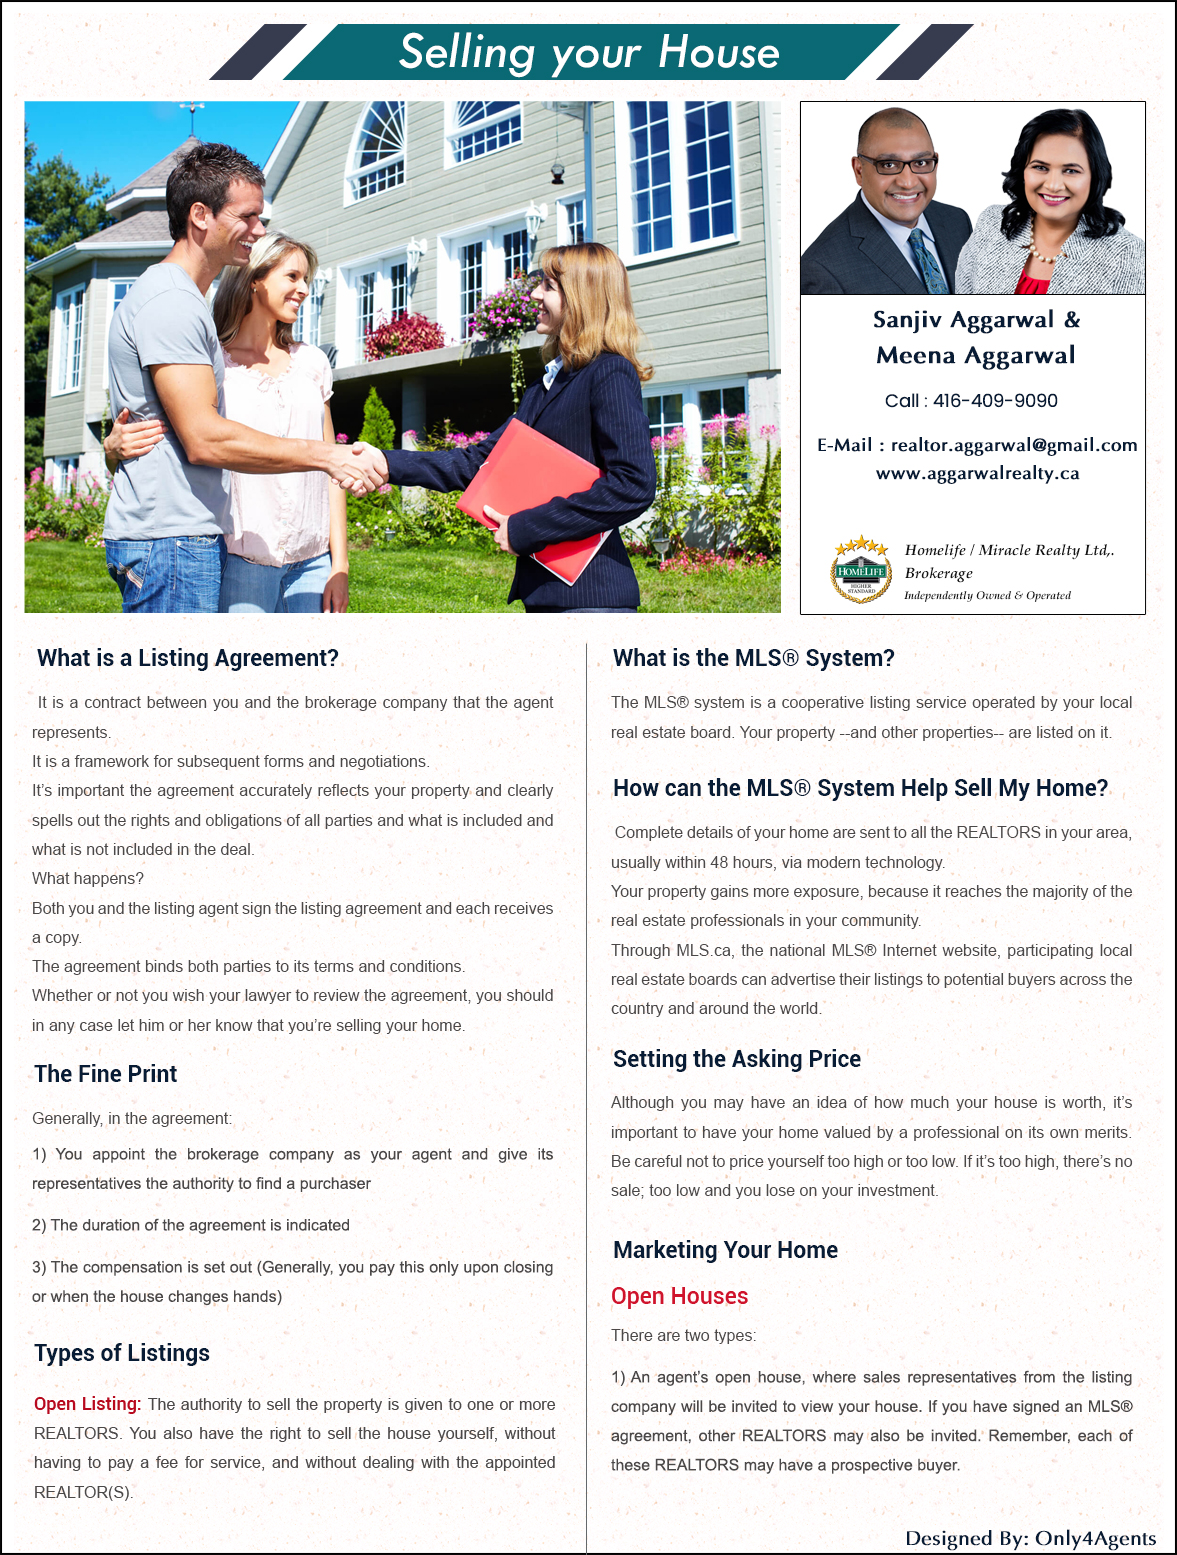 Selling your House
Sanjiv Aggarwal &
Meena Aggarwal
Call : 416-409-9090
E-Mail : realtor.aggarwal@gmail.com
www.aggarwalrealty.ca
HOMELIFE
HIGHER
STANDARD
Homelife / Miracle Realty Ltd,.
Brokerage
Independently Owned & Operated
What is a Listing Agreement?
It is a contract between you and the brokerage company that the agent
represents.
It is a framework for subsequent forms and negotiations.
It's important the agreement accurately reflects your property and clearly
spells out the rights and obligations of all parties and what is included and
what is not included in the deal.
What happens?
Both you and the listing agent sign the listing agreement and each receives
a copy.
The agreement binds both parties to its terms and conditions.
Whether or not you wish your lawyer to review the agreement, you should
in any case let him or her know that you're selling your home.
The Fine Print
Generally, in the agreement:
1) You appoint the brokerage company as your agent and give its
representatives the authority to find a purchaser
2) The duration of the agreement is indicated
3) The compensation is set out (Generally, you pay this only upon closing
or when the house changes hands)
Types of Listings
Open Listing: The authority to sell the property is given to one or more
REALTORS. You also have the right to sell the house yourself, without
having to pay a fee for service, and without dealing with the appointed
REALTOR(S).
What is the MLS® System?
The MLS® system is a cooperative listing service operated by your local
real estate board. Your property --and other properties-- are listed on it.
How can the MLS® System Help Sell My Home?
Complete details of your home are sent to all the REALTORS in your area,
usually within 48 hours, via modern technology.
Your property gains more exposure, because it reaches the majority of the
real estate professionals in your community.
Through MLS.ca, the national MLS® Internet website, participating local
real estate boards can advertise their listings to potential buyers across the
country and around the world.
Setting the Asking Price
Although you may have an idea of how much your house is worth, it's
important to have your home valued by a professional on its own merits.
Be careful not to price yourself too high or too low. If it's too high, there's no
sale; too low and you lose on your investment.
Marketing Your Home
Open Houses
There are two types:
1) An agent's open house, where sales representatives from the listing
company will be invited to view your house. If you have signed an MLS®
agreement, other REALTORS may also be invited. Remember, each of
these REALTORS may have a prospective buyer.
Designed By: Only4Agents